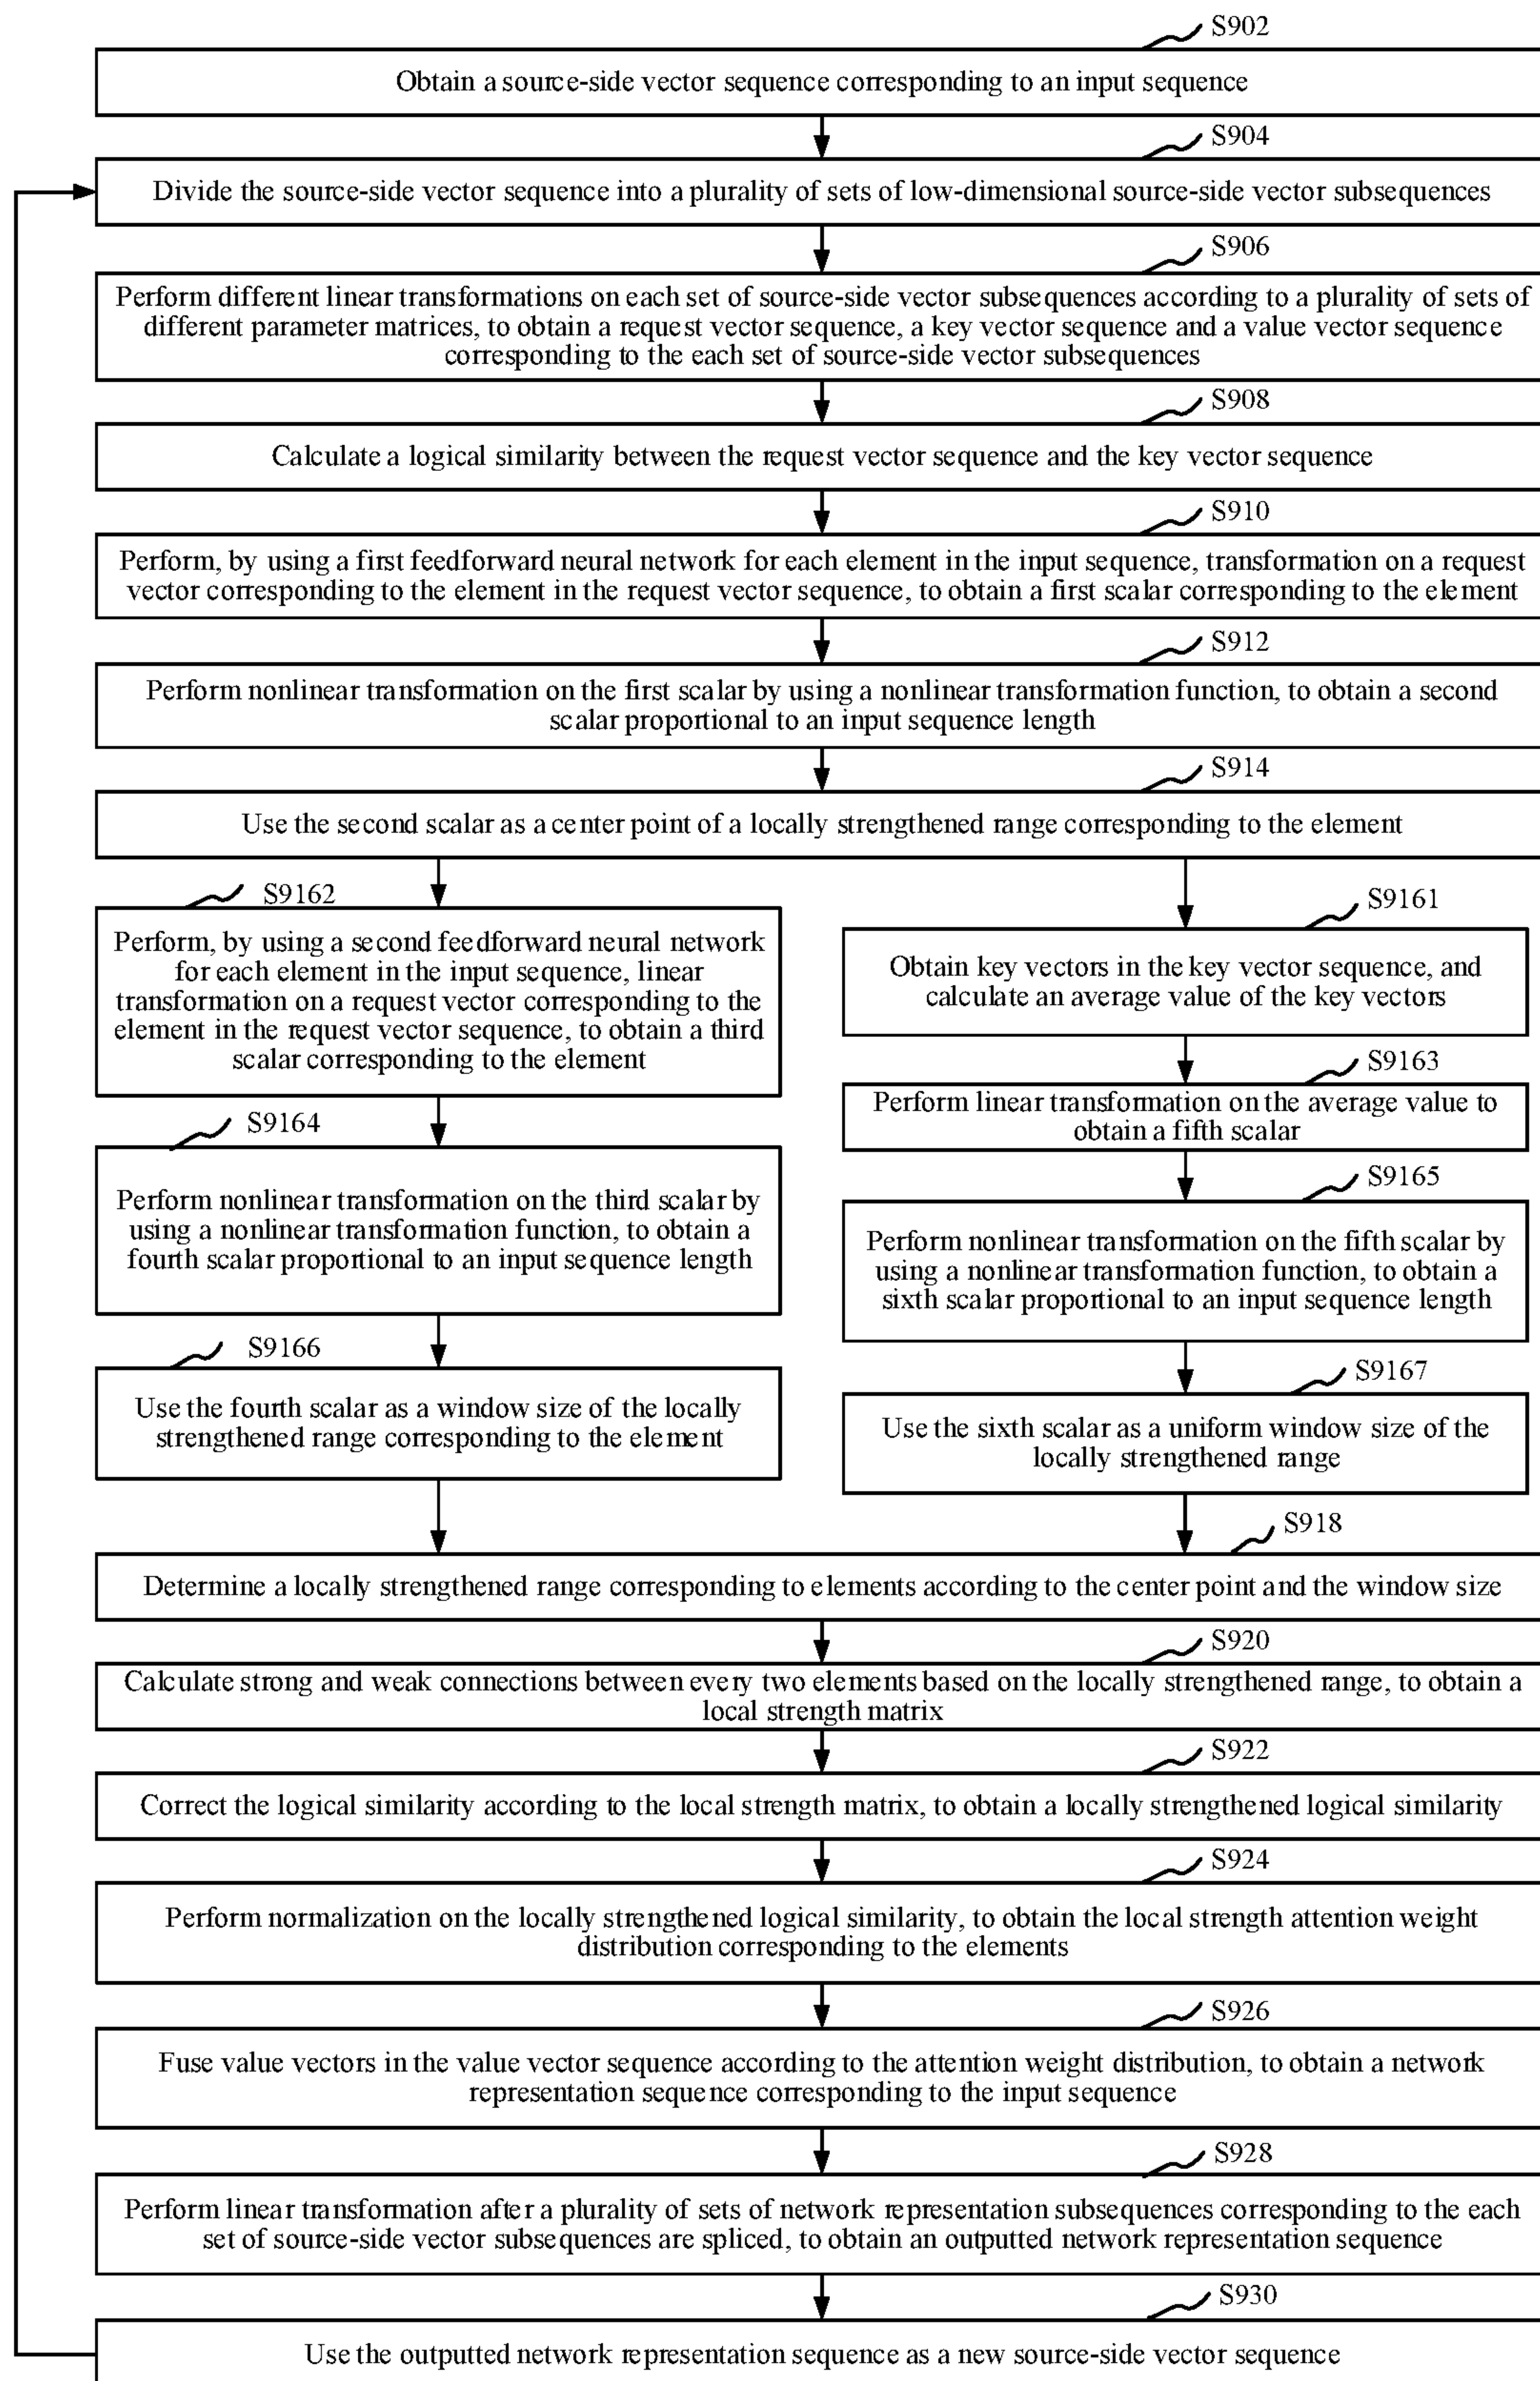 S902
Obtain a source-side vector sequence corresponding to an input sequence
S904
Divide the source-side vector sequence into a plurality of sets of low-dimensional source-side vector subsequences
S906
Perform different linear transformations on each set of source-side vector subsequences according to a plurality of sets of
different parameter matrices, to obtain a request vector sequence, a key vector sequence and a value vector sequence
corresponding to the each set of source-side vector subsequences
S908
Calculate a logical similarity between the request vector sequence and the key vector sequence
S910
Perform, by using a first feedforward neural network for each element in the input sequence, transformation on a request
vector corresponding to the element in the request vector sequence, to obtain a first scalar corresponding to the element
S912
Perform nonlinear transformation on the first scalar by using a nonlinear transformation function, to obtain a second
scalar proportional to an input sequence length
S914
Use the second scalar as a center point of a locally strengthened range corresponding to the element
S9162
Perform, by using a second feedforward neural network
for each element in the input sequence, linear
transformation on a request vector corresponding to the
element in the request vector sequence, to obtain a third
scalar corresponding to the element
S9164
Perform nonlinear transformation on the third scalar by
using a nonlinear transformation function, to obtain a
fourth scalar proportional to an input sequence length
S9166
Use the fourth scalar as a window size of the locally
strengthened range corresponding to the element
S9161
Obtain key vectors in the key vector sequence, and
calculate an average value of the key vectors
S9163
Perform linear transformation on the average value to
obtain a fifth scalar
S9165
Perform nonlinear transformation on the fifth scalar by
using a nonlinear transformation function, to obtain a
sixth scalar proportional to an input sequence length
S9167
Use the sixth scalar as a uniform window size of the
locally strengthened range
S918
Determine a locally strengthened range corresponding to elements according to the center point and the window size
S920
Calculate strong and weak connections between every two elements based on the locally strengthened range, to obtain a
local strength matrix
S922
Correct the logical similarity according to the local strength matrix, to obtain a locally strengthened logical similarity
S924
Perform normalization on the locally strengthened logical similarity, to obtain the local strength attention weight
distribution corresponding to the elements
S926
Fuse value vectors in the value vector sequence according to the attention weight distribution, to obtain a network
representation sequence corresponding to the input sequence
S928
Perform linear transformation after a plurality of sets of network representation subsequences corresponding to the each
set of source-side vector subsequences are spliced, to obtain an outputted network representation sequence
S930
Use the outputted network representation sequence as a new source-side vector sequence